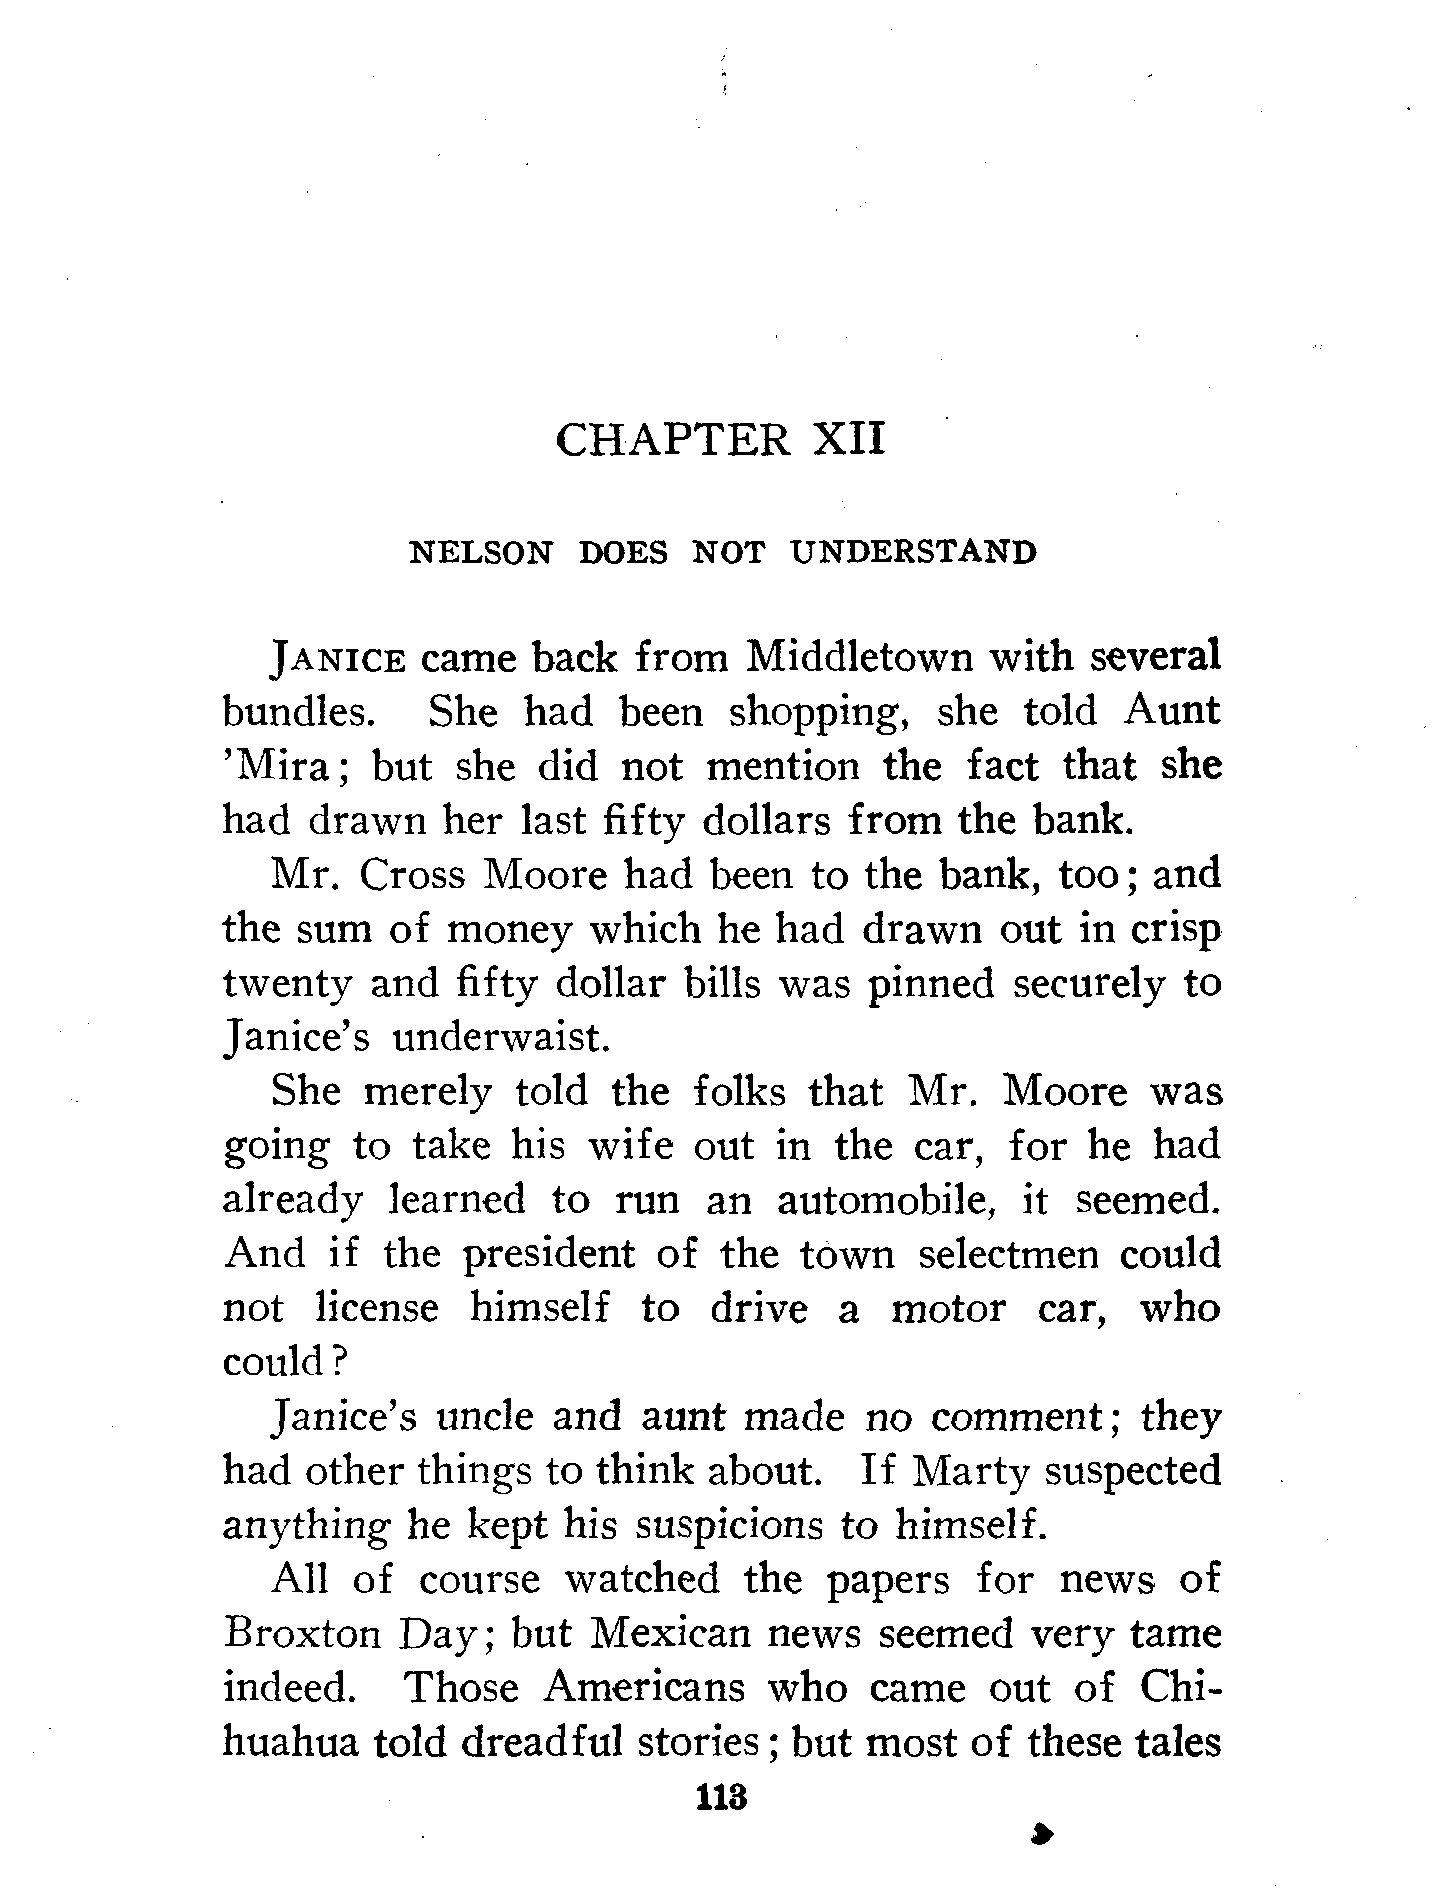 CHAPTER XII
NELSON DOES NOT UNDERSTAND
JANICE came back from Middletown with several
bundles. She had been shopping, she told Aunt
'Mira; but she did not mention the fact that she
had drawn her last fifty dollars from the bank.
Mr. Cross Moore had been to the bank, too; and
the sum of money which he had drawn out in crisp
twenty and fifty dollar bills was pinned securely to
Janice's underwaist.
She merely told the folks that Mr. Moore was
going to take his wife out in the car, for he had
already learned to run an automobile, it seemed.
And if the president of the town selectmen could
not license himself to drive a motor car, who
could?
Janice's uncle and aunt made no comment; they
had other things to think about. If Marty suspected
anything he kept his suspicions to himself.
All of course watched the papers for news of
Broxton Day; but Mexican news seemed very tame
indeed. Those Americans who came out of Chi-
huahua told dreadful stories; but most of these tales
113